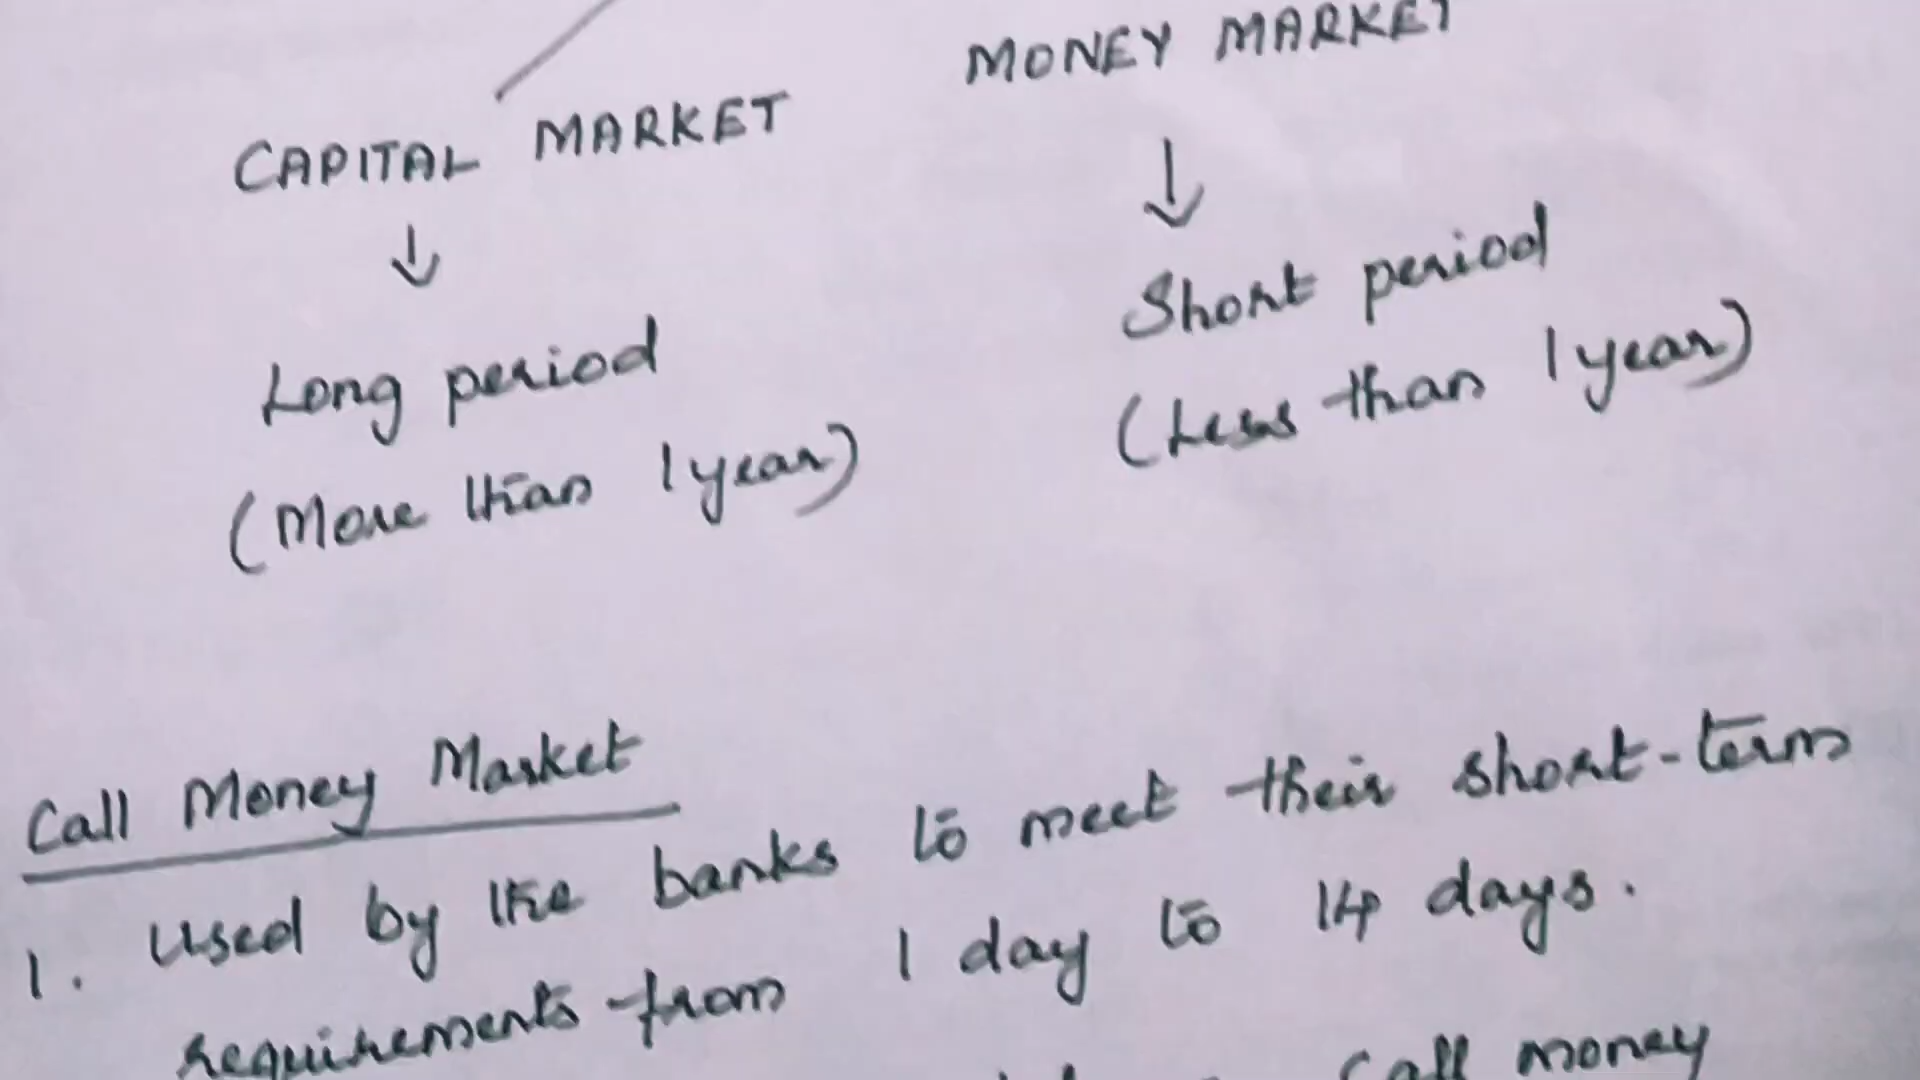 CAPITAL MARKET
MONEY MARKET
Long period
(More than 1 year)
Short period
(Less than 1 year)
Call Money Market
1. Used by the banks to meet their short-term
requirements from 1 day to 14 days.
Call money